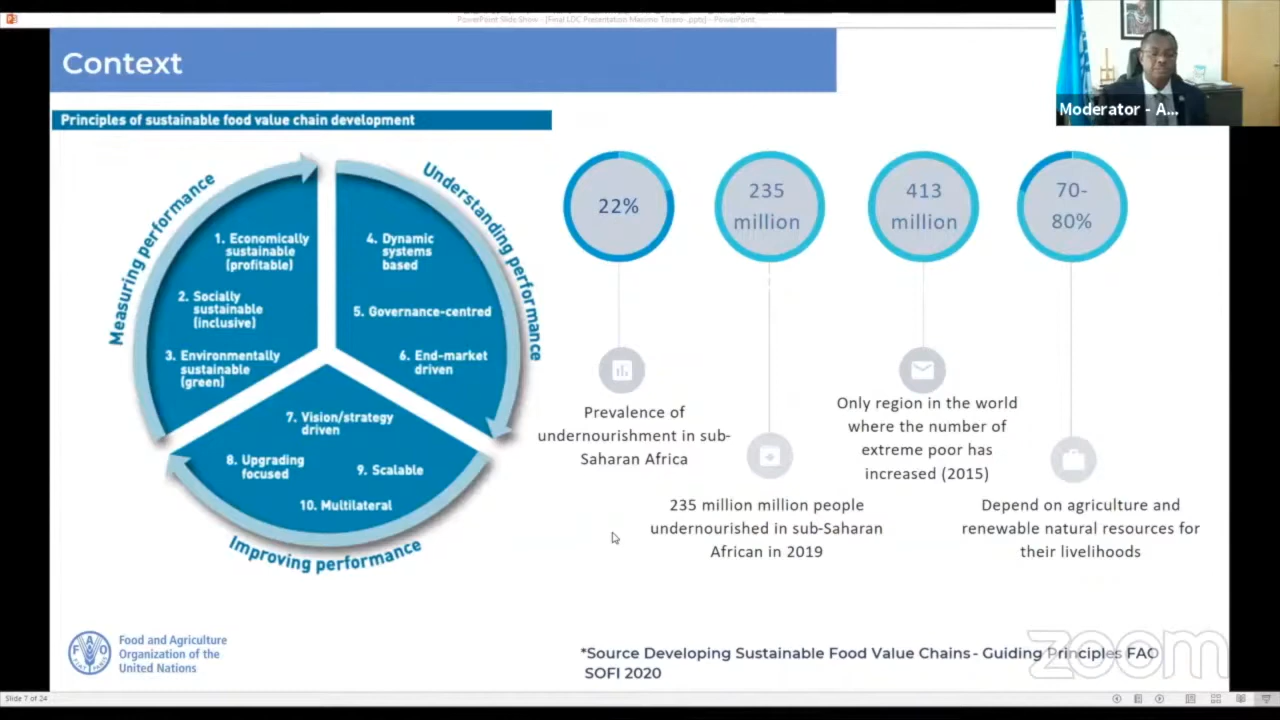 PowerPoint Slide Show - [Final LOC Presentation Maximo Torero-.pptx] - PowerPoint
Context
Moderator - A...
Principles of sustainable food value chain development
Measuring performance
Understanding performance
1. Economically
sustainable
(profitable)
2. Socially
sustainable
(inclusive)
3. Environmentally
sustainable
(green)
4. Dynamic
systems
based
5. Governance-centred
6. End-market
driven
7. Vision/strategy
driven
8. Upgrading
focused
9. Scalable
10. Multilateral
Improving performance
22%
235
million
413
million
70-
80%
Prevalence of
undernourishment in sub-
Saharan Africa
235 million million people
undernourished in sub-Saharan
African in 2019
Only region in the world
where the number of
extreme poor has
increased (2015)
Depend on agriculture and
renewable natural resources for
their livelihoods
FAO
Food and Agriculture
Organization of the
United Nations
*Source Developing Sustainable Food Value Chains - Guiding Principles FAO
SOFI 2020
zoom
Slide 7 of 24